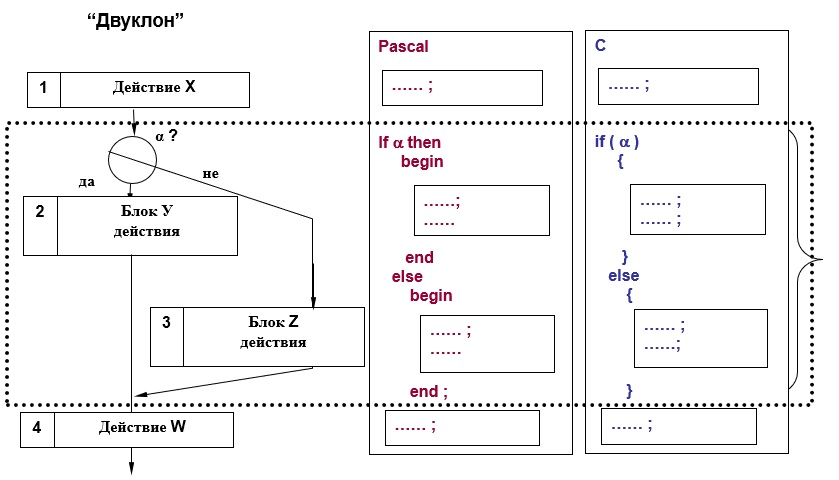 “Двуклон”
1 Действие X
α ?
да
не
2 Блок У
действия
3 Блок Z
действия
4 Действие W
Pascal
...... ;
If α then
begin
......;
......
end
else
begin
...... ;
......
end ;
...... ;
C
...... ;
if ( α )
{
...... ;
...... ;
}
else
{
...... ;
......;
}
...... ;